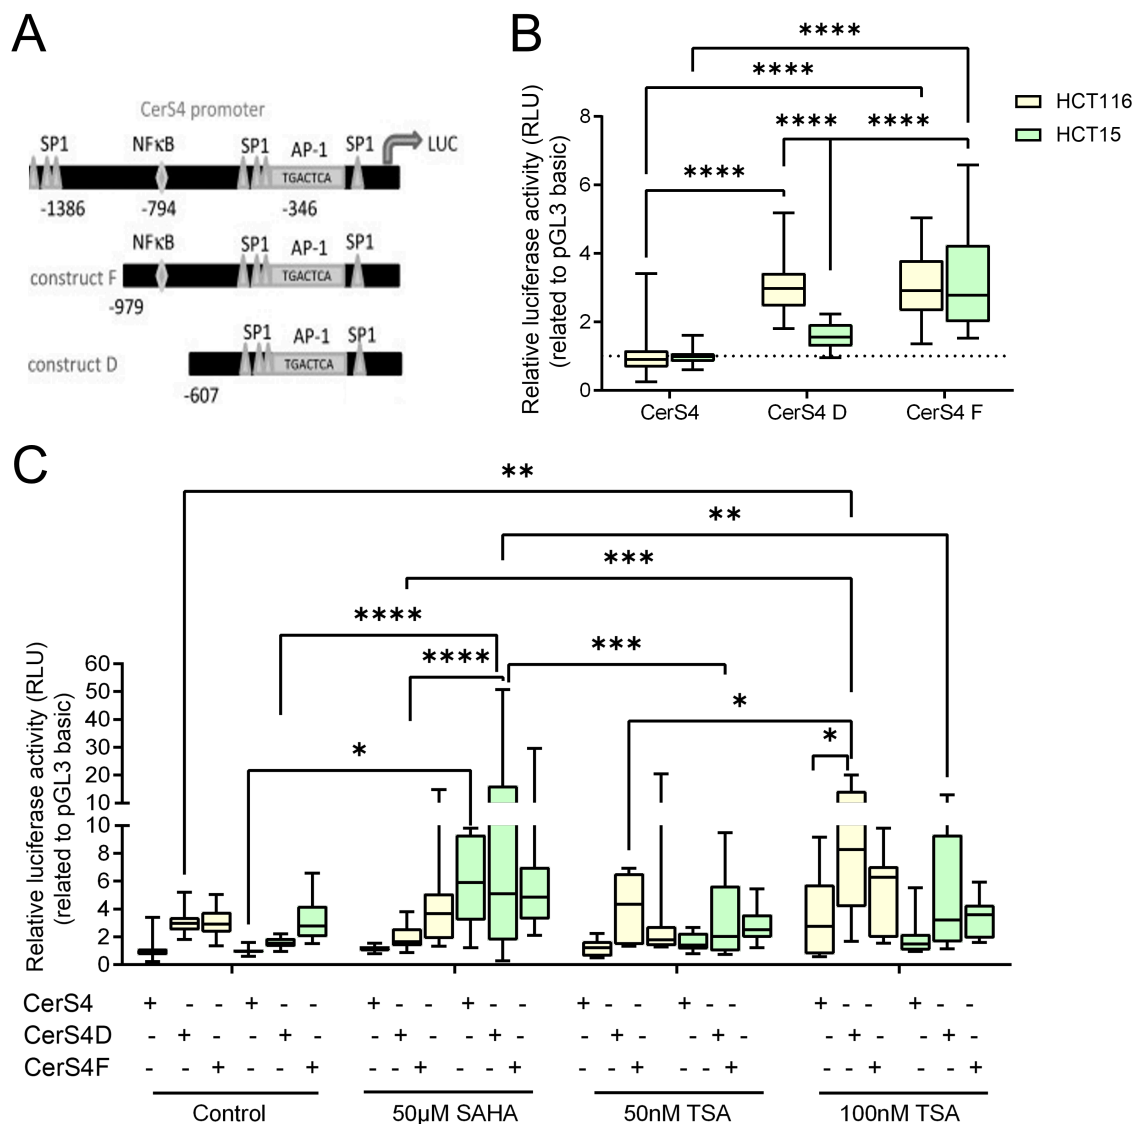 A
CerS4 promoter
SP1 NFκB SP1 AP-1 SP1 LUC
TGACTCA
-1386 -794 -346
NFκB SP1 AP-1 SP1
construct F TGACTCA
-979
SP1 AP-1 SP1
construct D TGACTCA
-607
B
Relative luciferase activity (RLU)
(related to pGL3 basic)
****
****
**** ****
****
8
6
4
2
0
CerS4 CerS4 D CerS4 F
HCT116
HCT15
C
Relative luciferase activity (RLU)
(related to pGL3 basic)
**
**
***
****
****
***
*
*
*
60
50
40
30
20
10
10
8
6
4
2
0
CerS4 + - - + - - + - - + - - + - - + - - + - - + - -
CerS4D - + - - + - - + - - + - - + - - + - - + - - + -
CerS4F - - + - - + - - + - - + - - + - - + - - + - - +
Control 50µM SAHA 50nM TSA 100nM TSA